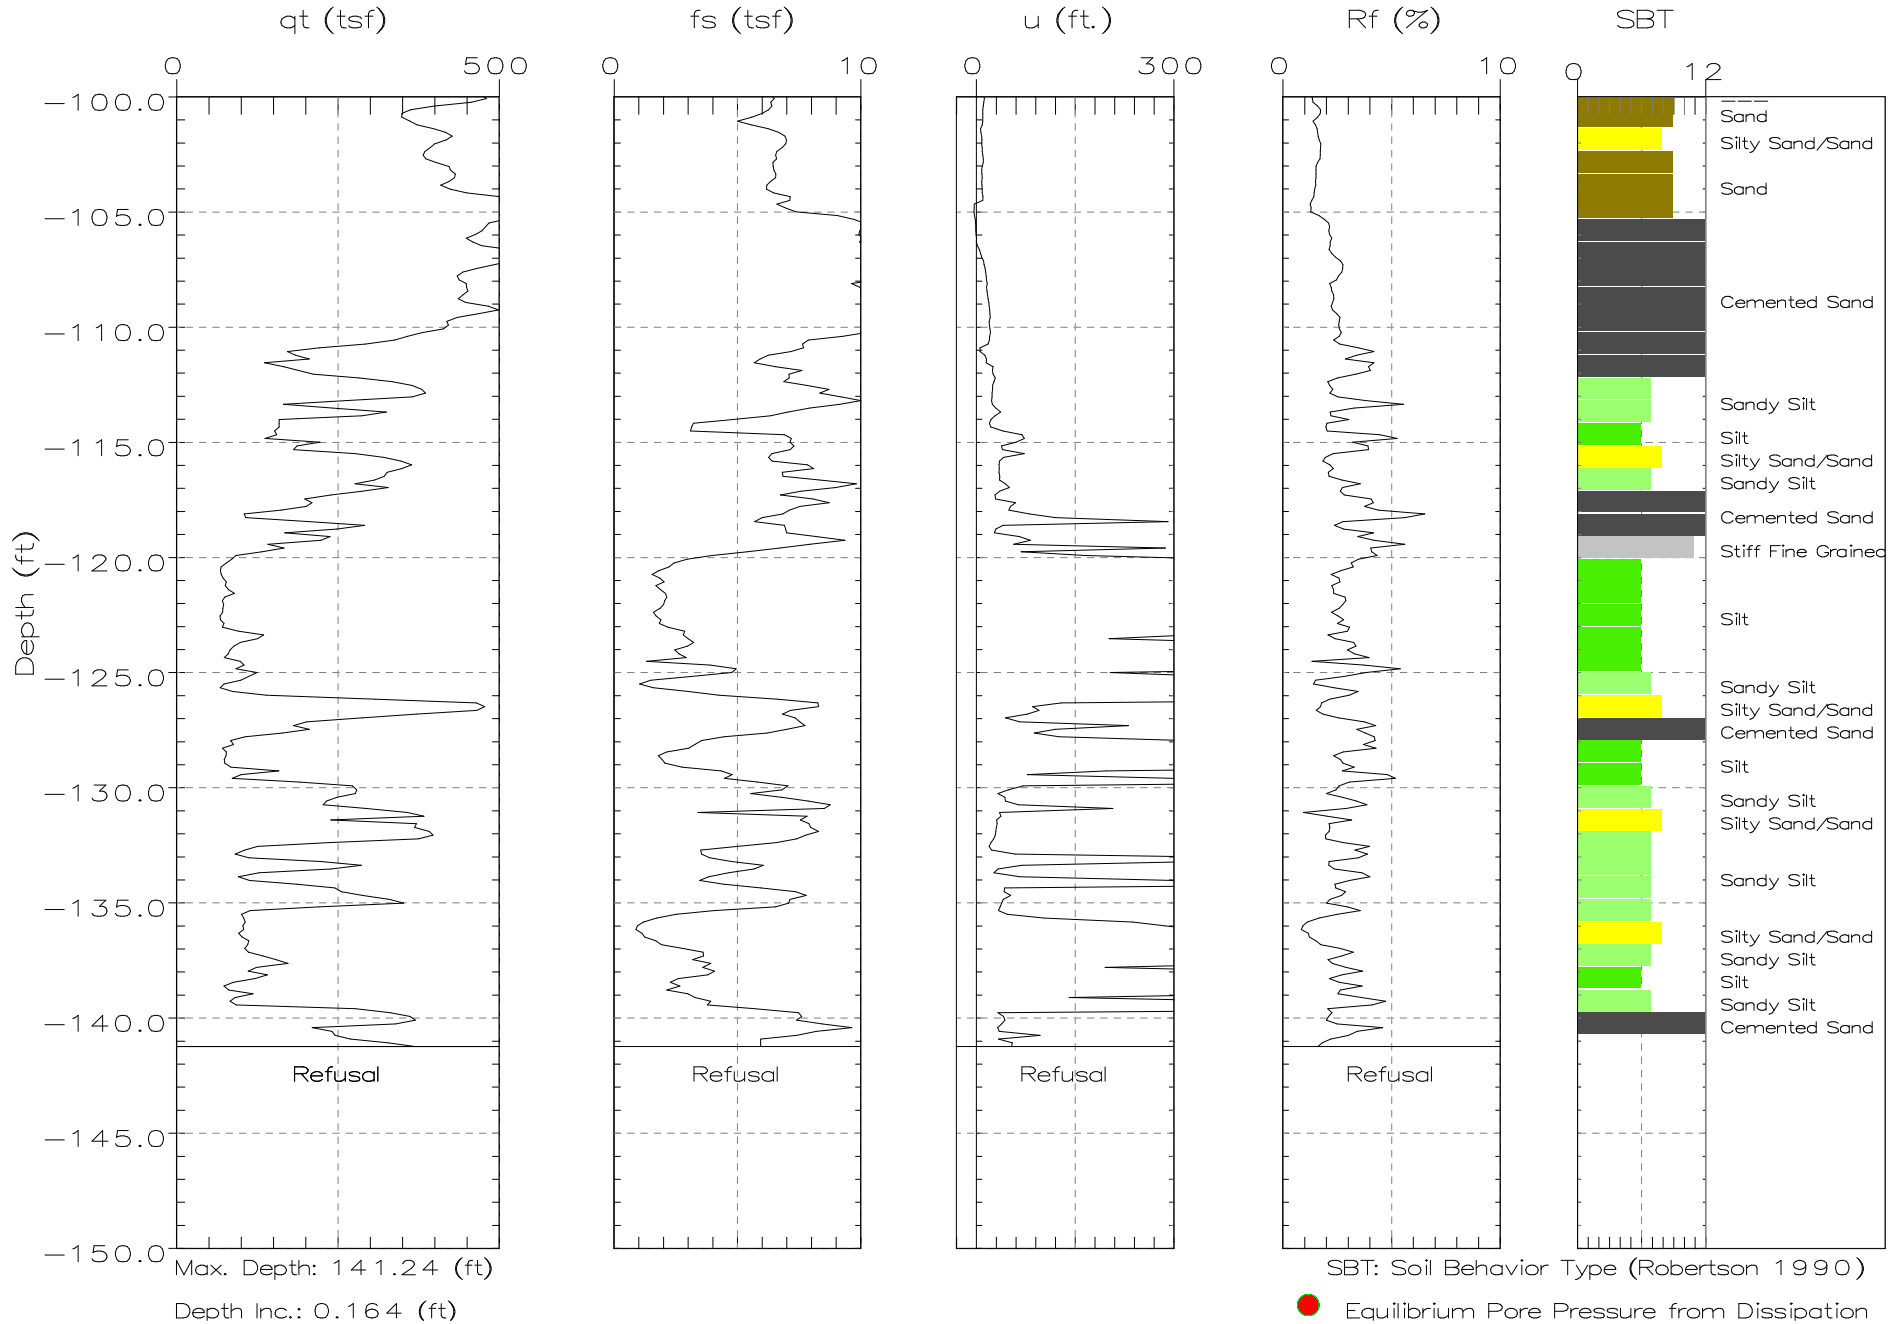 qt (tsf) fs (tsf) u (ft.) Rf (%) SBT
0 500 0 10 0 300 0 10 0 12
-100.0
Sand
Silty Sand/Sand
Sand
-105.0
Cemented Sand
-110.0
Sandy Silt
Silt
-115.0
Silty Sand/Sand
Sandy Silt
Cemented Sand
Stiff Fine Grained
-120.0
Silt
Depth (ft)
-125.0
Sandy Silt
Silty Sand/Sand
Cemented Sand
Silt
-130.0
Sandy Silt
Silty Sand/Sand
Sandy Silt
-135.0
Silty Sand/Sand
Sandy Silt
Silt
Sandy Silt
-140.0
Cemented Sand
Refusal Refusal Refusal Refusal
-145.0
-150.0
Max. Depth: 141.24 (ft) SBT: Soil Behavior Type (Robertson 1990)
Depth Inc.: 0.164 (ft) Equilibrium Pore Pressure from Dissipation